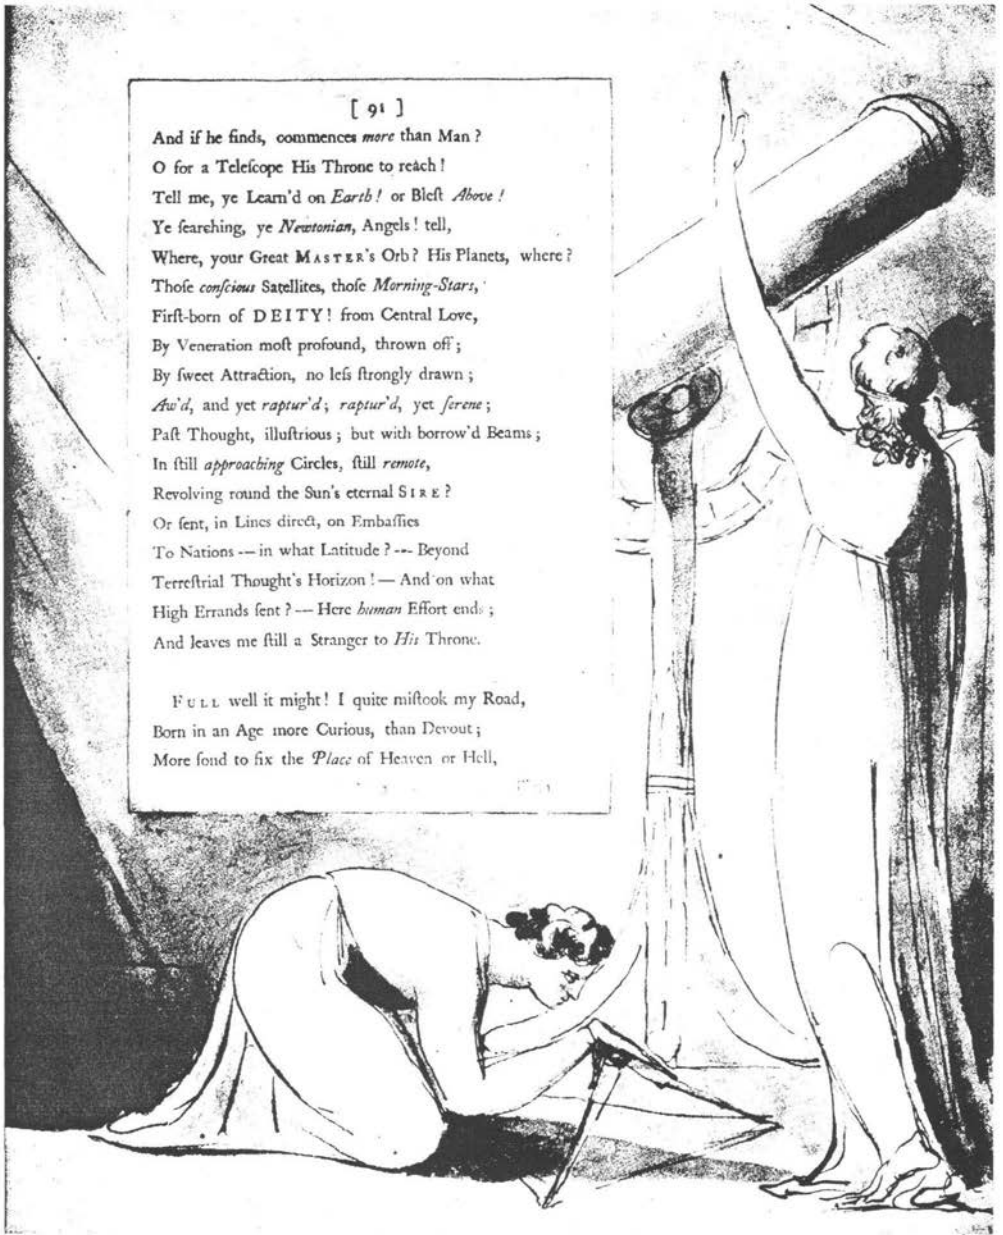 [ 91 ]
And if he finds, commences more than Man ?
O for a Teleſcope His Throne to reach !
Tell me, ye Learn'd on Earth ! or Bleſt Above !
Ye ſearching, ye Newtonian, Angels ! tell,
Where, your Great MASTER's Orb ? His Planets, where ?
Thoſe conſcious Satellites, thoſe Morning-Stars,
Firſt-born of DEITY ! from Central Love,
By Veneration moſt profound, thrown off ;
By ſweet Attraction, no leſs ſtrongly drawn ;
Aw'd, and yet raptur'd ; raptur'd, yet ſerene ;
Paſt Thought, illuſtrious ; but with borrow'd Beams ;
In ſtill approaching Circles, ſtill remote,
Revolving round the Sun's eternal SIRE ?
Or ſent, in Lines direct, on Embaſſies
To Nations --- in what Latitude ? --- Beyond
Terreſtrial Thought's Horizon ! — And on what
High Errands ſent ? --- Here human Effort ends ;
And leaves me ſtill a Stranger to His Throne.
FULL well it might ! I quite miſtook my Road,
Born in an Age more Curious, than Devout ;
More fond to fix the Place of Heaven or Hell,